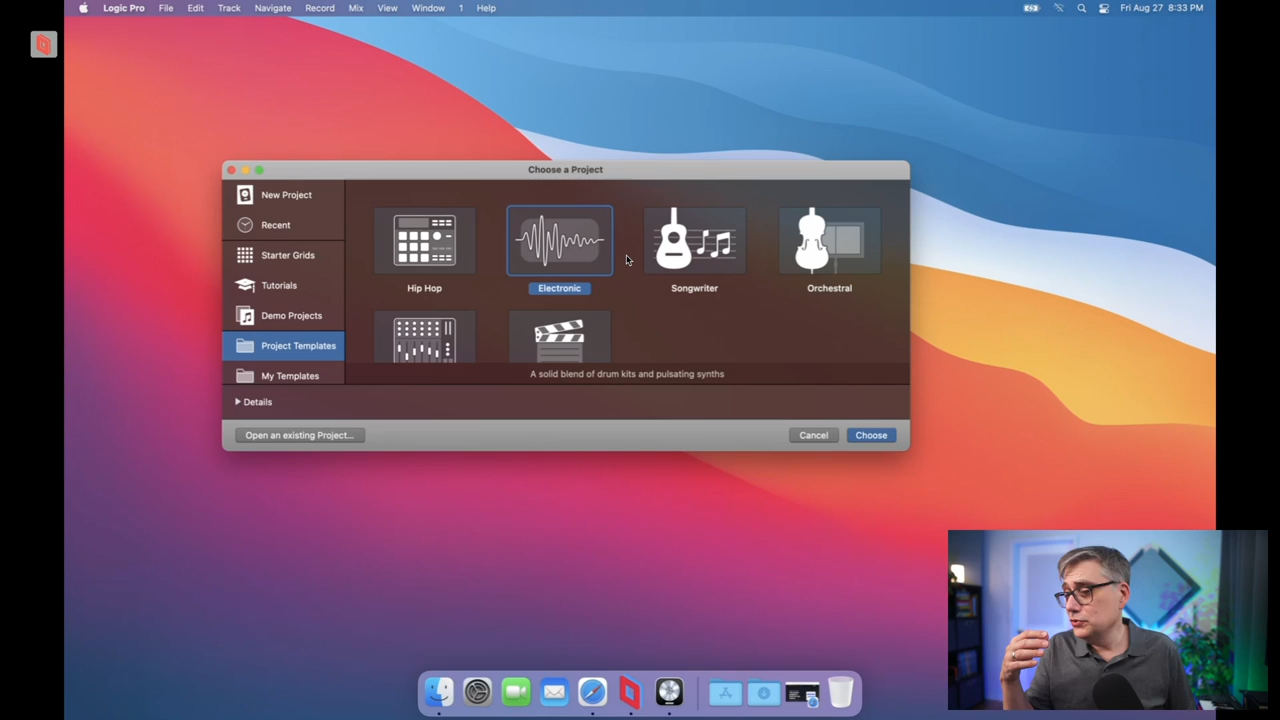 Logic Pro File Edit Track Navigate Record Mix View Window 1 Help
Fri Aug 27 8:33 PM
Choose a Project
New Project
Recent
Starter Grids
Tutorials
Demo Projects
Project Templates
My Templates
Hip Hop
Electronic
Songwriter
Orchestral
A solid blend of drum kits and pulsating synths
Details
Open an existing Project...
Cancel
Choose